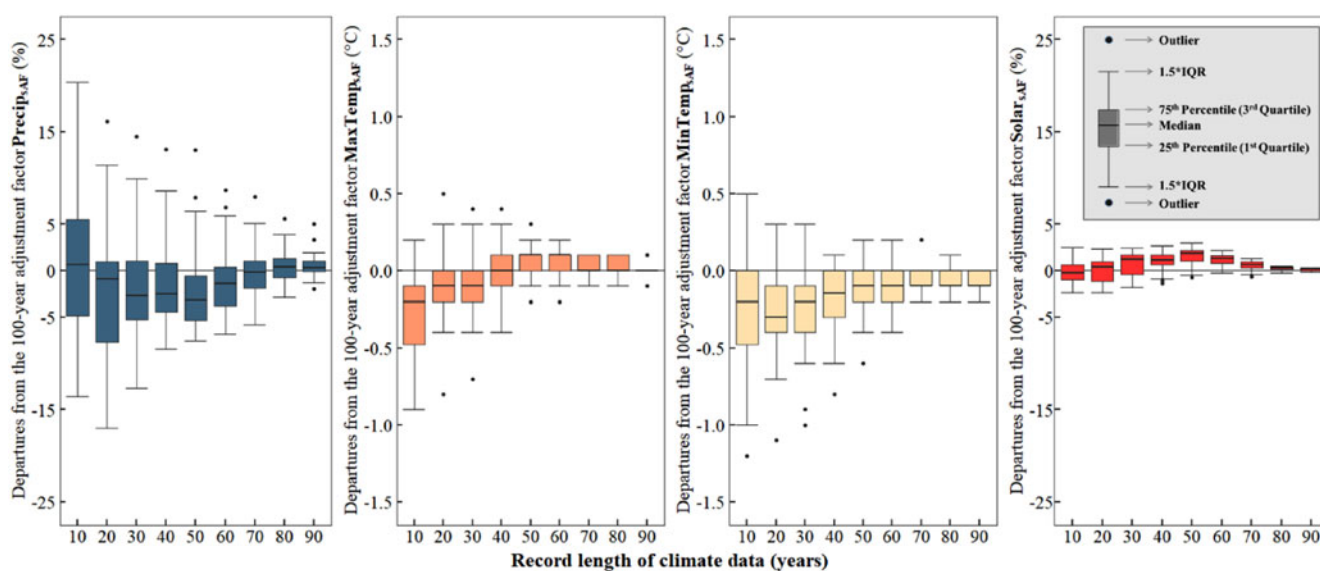 Departures from the 100-year adjustment factor Precips,AF (%)
25
15
5
0
-5
-15
-25
10 20 30 40 50 60 70 80 90
Departures from the 100-year adjustment factor MaxTemps,AF (°C)
1.5
1.0
0.5
0.0
-0.5
-1.0
-1.5
10 20 30 40 50 60 70 80 90
Departures from the 100-year adjustment factor MinTemps,AF (°C)
1.5
1.0
0.5
0.0
-0.5
-1.0
-1.5
10 20 30 40 50 60 70 80 90
Departures from the 100-year adjustment factor Solars,AF (%)
25
15
5
0
-5
-15
-25
10 20 30 40 50 60 70 80 90
Outlier
1.5*IQR
75th Percentile (3rd Quartile)
Median
25th Percentile (1st Quartile)
1.5*IQR
Outlier
Record length of climate data (years)